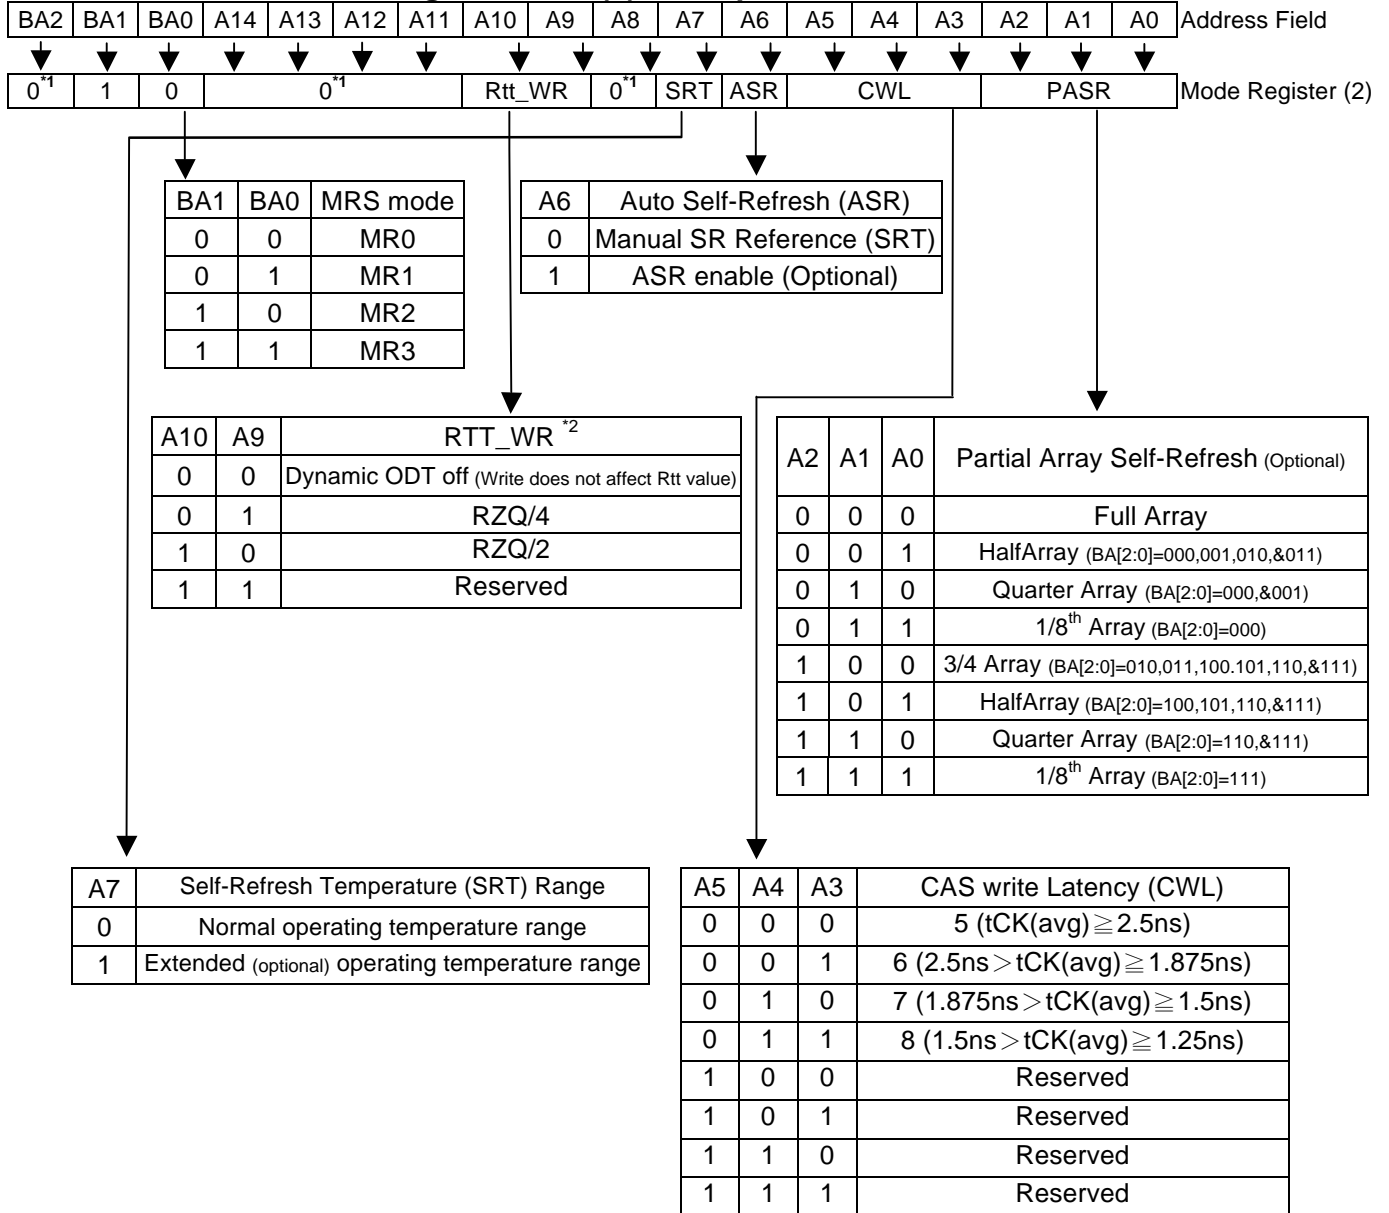 BA2 BA1 BA0 A14 A13 A12 A11 A10 A9 A8 A7 A6 A5 A4 A3 A2 A1 A0 Address Field
0*1 1 0 0*1 Rtt_WR 0*1 SRT ASR CWL PASR Mode Register (2)
BA1 BA0 MRS mode
0 0 MR0
0 1 MR1
1 0 MR2
1 1 MR3
A6 Auto Self-Refresh (ASR)
0 Manual SR Reference (SRT)
1 ASR enable (Optional)
A10 A9 RTT_WR *2
0 0 Dynamic ODT off (Write does not affect Rtt value)
0 1 RZQ/4
1 0 RZQ/2
1 1 Reserved
A2 A1 A0 Partial Array Self-Refresh (Optional)
0 0 0 Full Array
0 0 1 HalfArray (BA[2:0]=000,001,010,&011)
0 1 0 Quarter Array (BA[2:0]=000,&001)
0 1 1 1/8th Array (BA[2:0]=000)
1 0 0 3/4 Array (BA[2:0]=010,011,100.101,110,&111)
1 0 1 HalfArray (BA[2:0]=100,101,110,&111)
1 1 0 Quarter Array (BA[2:0]=110,&111)
1 1 1 1/8th Array (BA[2:0]=111)
A7 Self-Refresh Temperature (SRT) Range
0 Normal operating temperature range
1 Extended (optional) operating temperature range
A5 A4 A3 CAS write Latency (CWL)
0 0 0 5 (tCK(avg)≧2.5ns)
0 0 1 6 (2.5ns>tCK(avg)≧1.875ns)
0 1 0 7 (1.875ns>tCK(avg)≧1.5ns)
0 1 1 8 (1.5ns>tCK(avg)≧1.25ns)
1 0 0 Reserved
1 0 1 Reserved
1 1 0 Reserved
1 1 1 Reserved